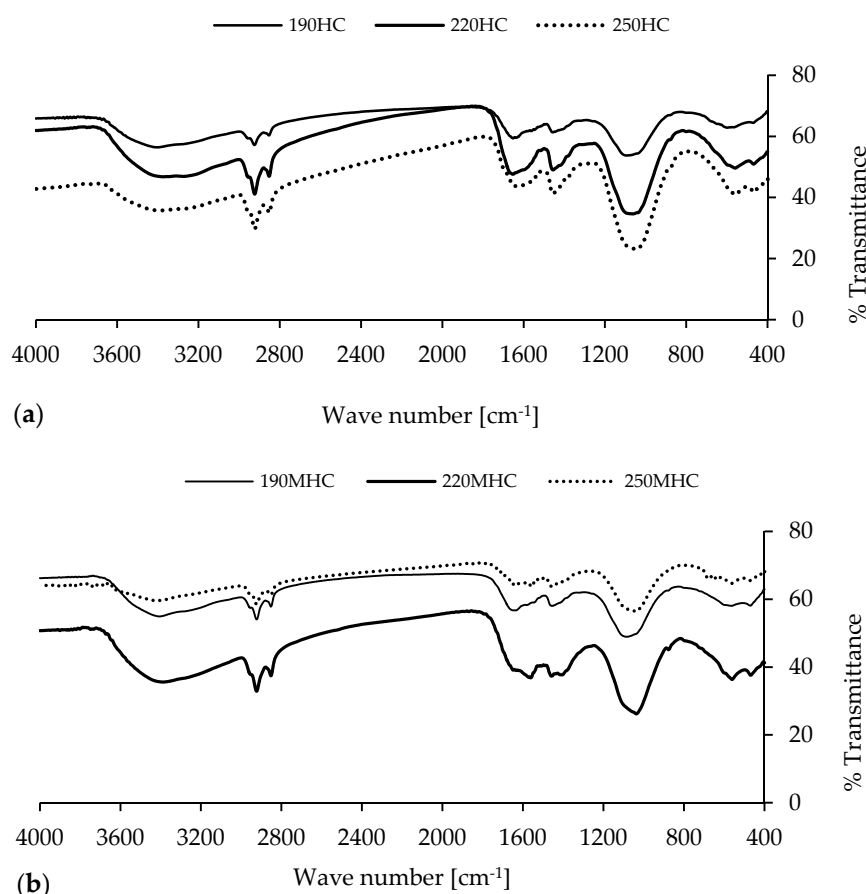 190HC 220HC 250HC
80
60
40
20
0
% Transmittance
4000 3600 3200 2800 2400 2000 1600 1200 800 400
(a) Wave number [cm-1]
190MHC 220MHC 250MHC
80
60
40
20
0
% Transmittance
4000 3600 3200 2800 2400 2000 1600 1200 800 400
(b) Wave number [cm-1]